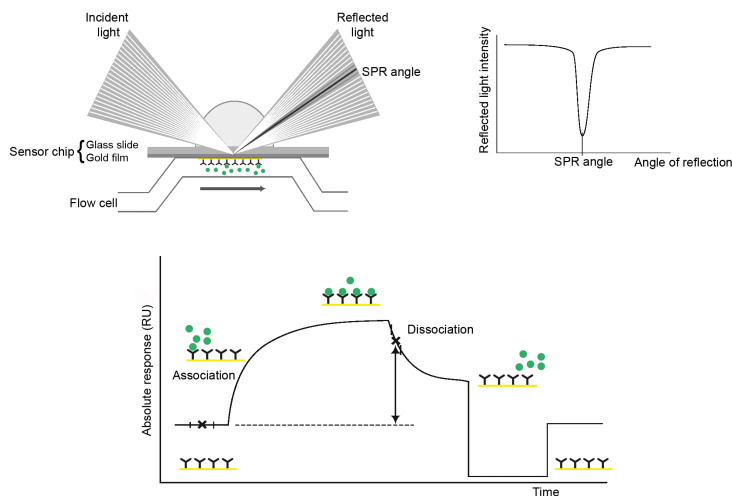 Incident
light
Reflected
light
SPR angle
Sensor chip
Glass slide
Gold film
Flow cell
Reflected light intensity
SPR angle
Angle of reflection
Absolute response (RU)
Association
Dissociation
Time